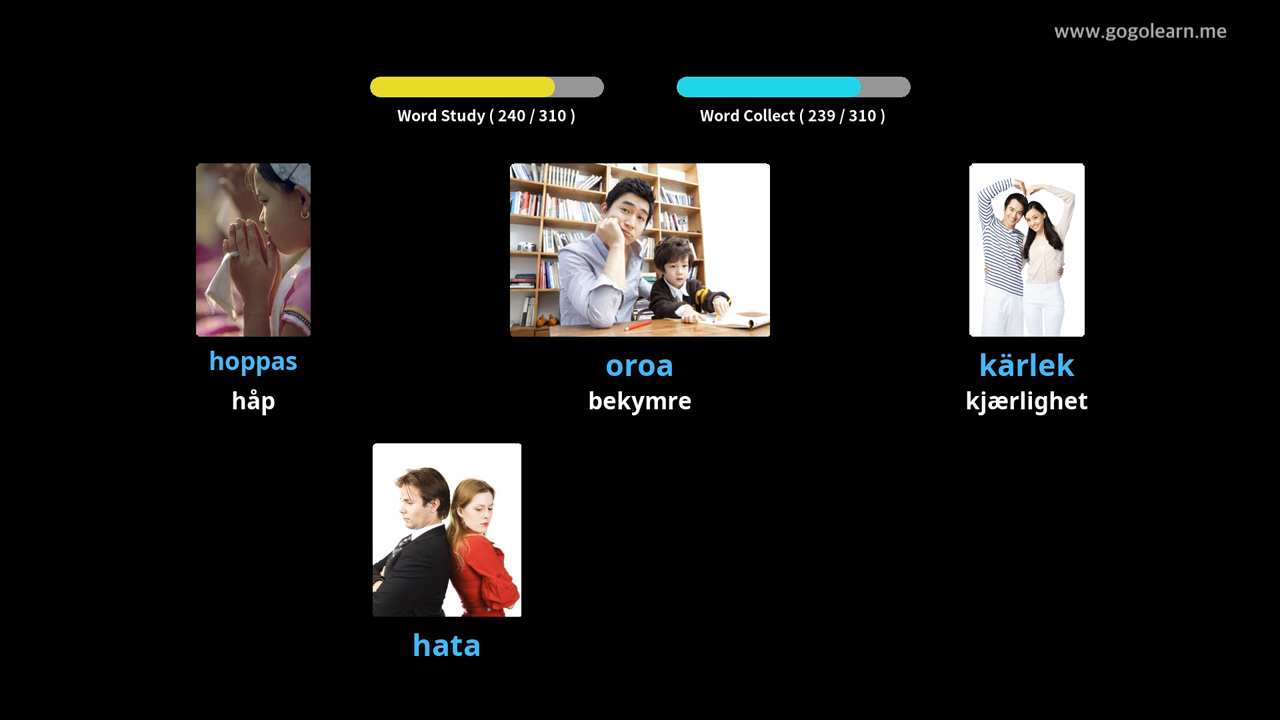 www.gogolearn.me
Word Study ( 240 / 310 )
Word Collect ( 239 / 310 )
hoppas
håp
oroa
bekymre
kärlek
kjærlighet
hata